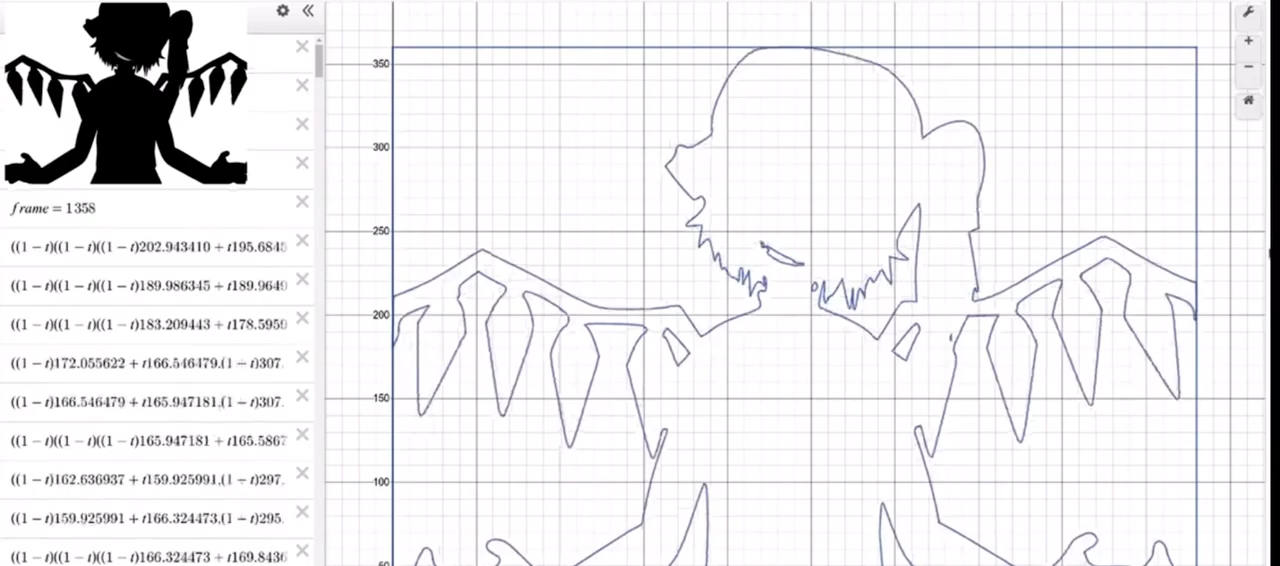 frame = 1358
((1 − t)((1 − t)((1 − t)202.943410 + t195.6845
((1 − t)((1 − t)((1 − t)189.986345 + t189.9649
((1 − t)((1 − t)((1 − t)183.209443 + t178.5950
((1 − t)172.055622 + t166.546479,(1 − t)307.
((1 − t)166.546479 + t165.947181,(1 − t)307.
((1 − t)((1 − t)((1 − t)165.947181 + t165.5867
((1 − t)162.636937 + t159.925991,(1 − t)297.
((1 − t)159.925991 + t166.324473,(1 − t)295.
((1 − t)((1 − t)((1 − t)166.324473 + t169.8436
350
300
250
200
150
100
50